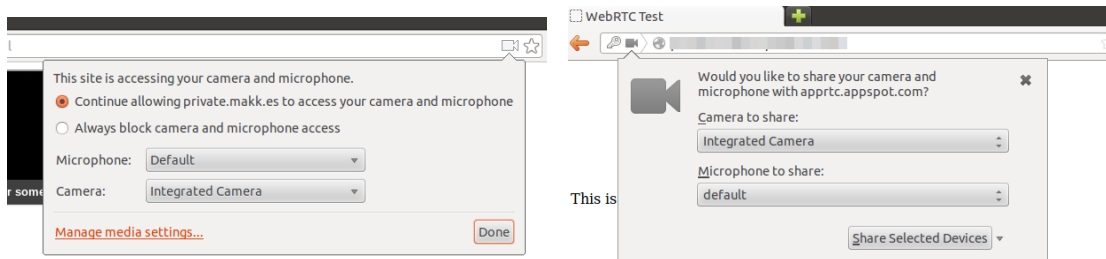 This site is accessing your camera and microphone.
Continue allowing private.makk.es to access your camera and microphone
Always block camera and microphone access
Microphone: Default
Camera: Integrated Camera
r some
Manage media settings...
Done
WebRTC Test
Would you like to share your camera and
microphone with apprtc.appspot.com?
Camera to share:
Integrated Camera
Microphone to share:
default
This is
Share Selected Devices